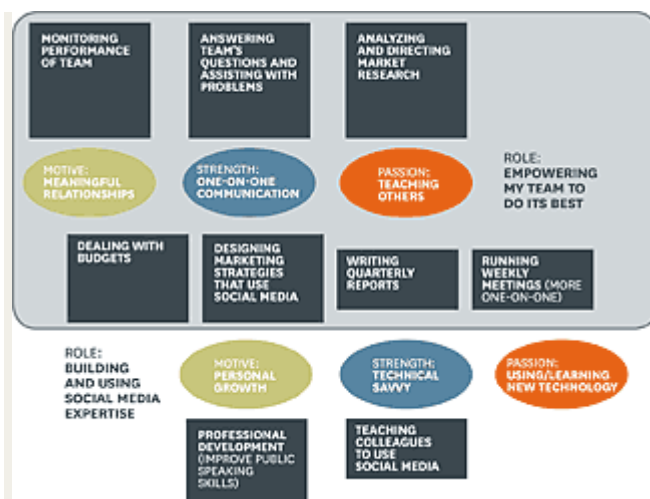 MONITORING
PERFORMANCE
OF TEAM
ANSWERING
TEAM'S
QUESTIONS AND
ASSISTING WITH
PROBLEMS
ANALYZING
AND DIRECTING
MARKET
RESEARCH
MOTIVE:
MEANINGFUL
RELATIONSHIPS
STRENGTH:
ONE-ON-ONE
COMMUNICATION
PASSION:
TEACHING
OTHERS
ROLE:
EMPOWERING
MY TEAM TO
DO ITS BEST
DEALING WITH
BUDGETS
DESIGNING
MARKETING
STRATEGIES
THAT USE
SOCIAL MEDIA
WRITING
QUARTERLY
REPORTS
RUNNING
WEEKLY
MEETINGS (MORE
ONE-ON-ONE)
ROLE:
BUILDING
AND USING
SOCIAL MEDIA
EXPERTISE
MOTIVE:
PERSONAL
GROWTH
STRENGTH:
TECHNICAL
SAVVY
PASSION:
USING/LEARNING
NEW TECHNOLOGY
PROFESSIONAL
DEVELOPMENT
(IMPROVE PUBLIC
SPEAKING
SKILLS)
TEACHING
COLLEAGUES
TO USE
SOCIAL MEDIA